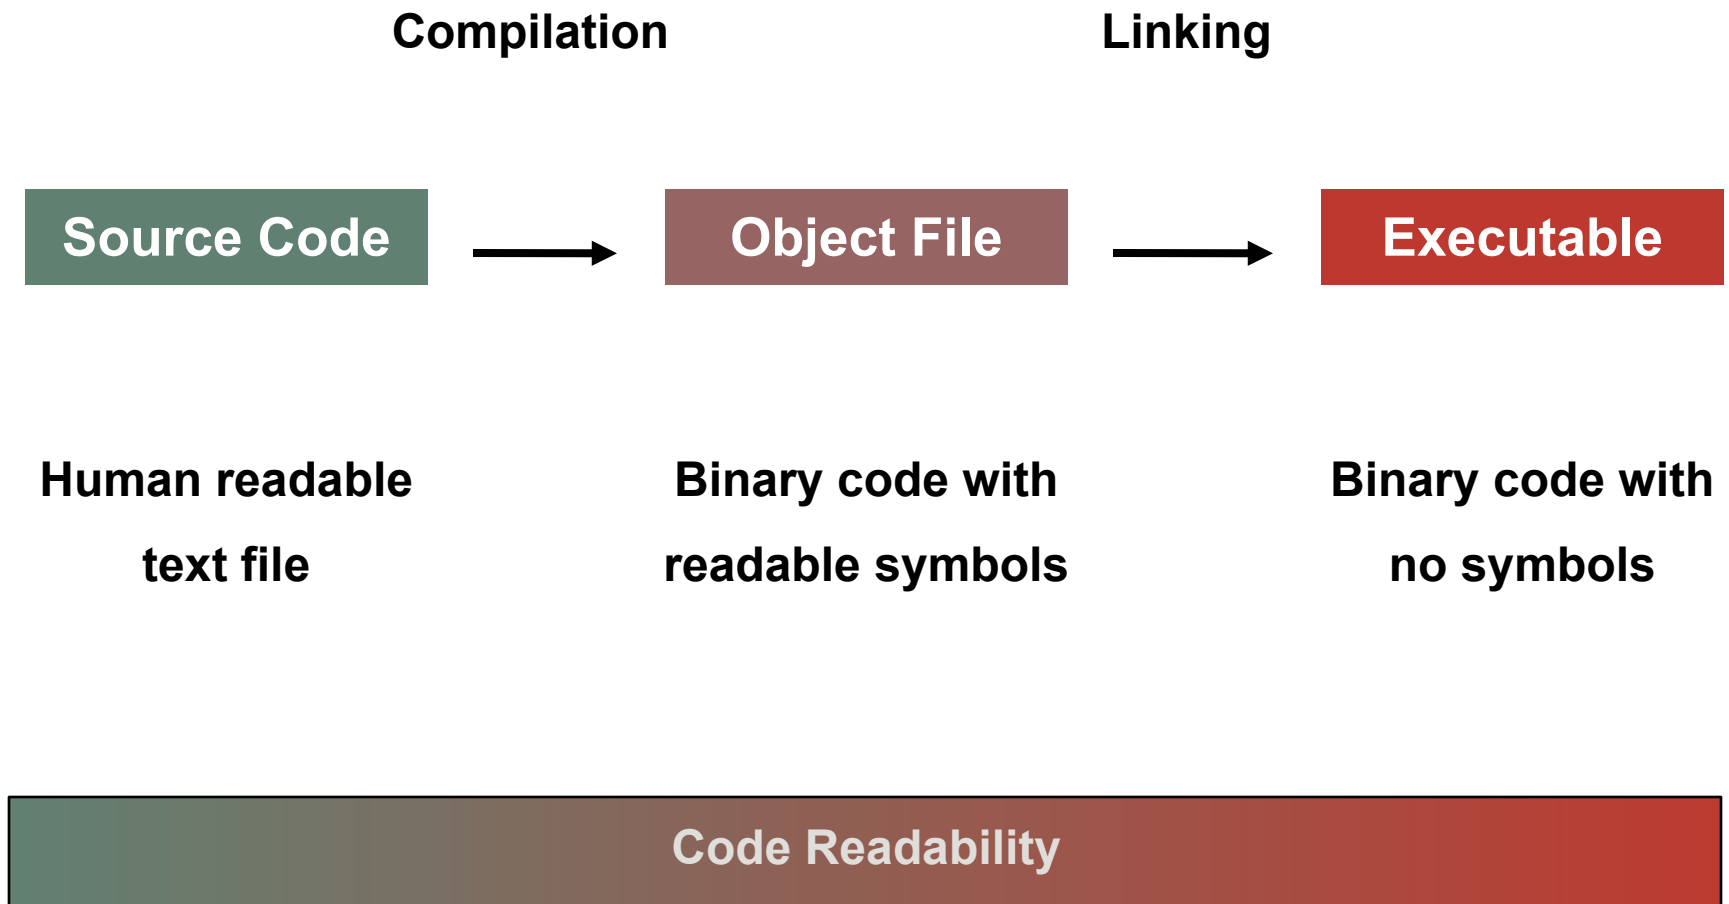 Compilation
Linking
Source Code
Object File
Executable
Human readable
text file
Binary code with
readable symbols
Binary code with
no symbols
Code Readability